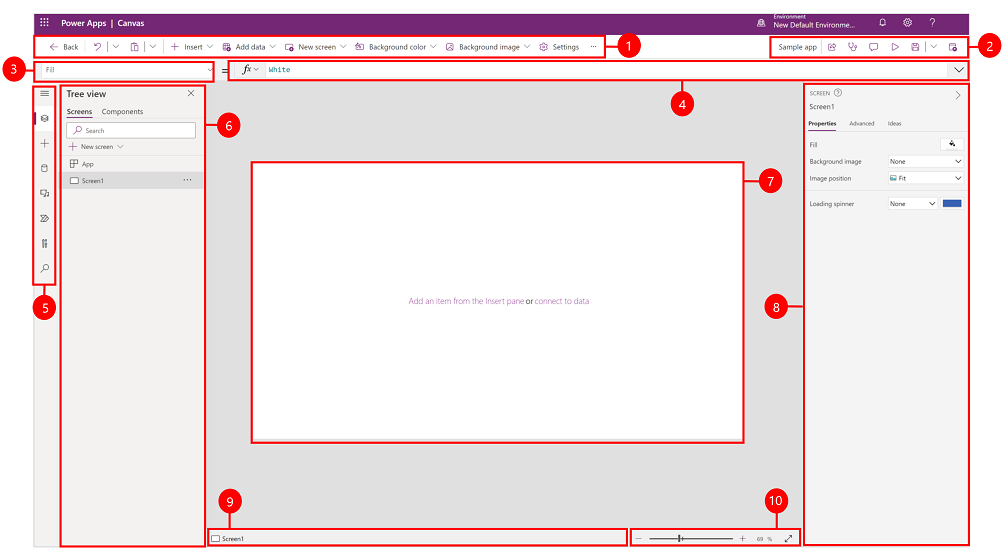 Power Apps | Canvas
Environment
New Default Environme...
?
Back
Insert
Add data
New screen
Background color
Background image
Settings
...
1
Sample app
2
3
Fill
=
fx
White
4
Tree view
Screens
Components
Search
New screen
App
Screen1
...
5
6
7
Add an item from the Insert pane or connect to data
SCREEN ?
Screen1
Properties
Advanced
Ideas
Fill
Background image
None
Image position
Fit
Loading spinner
None
8
9
Screen1
10
69 %